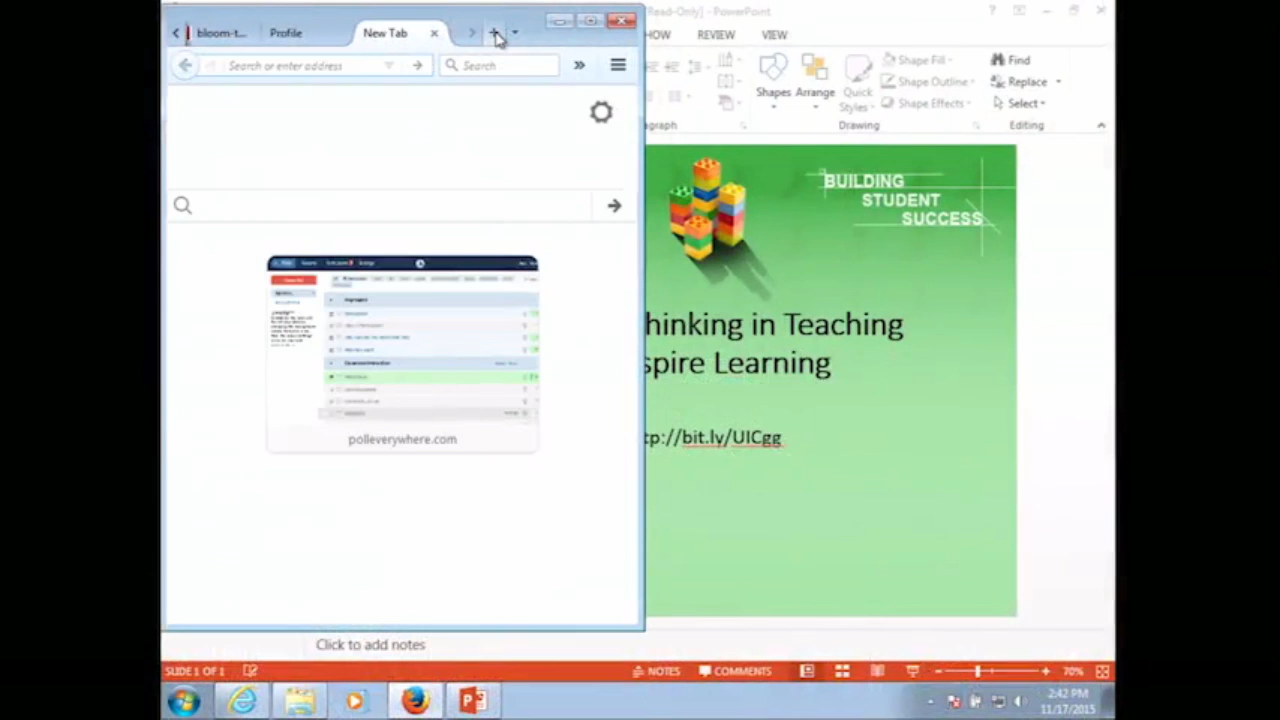 [Read-Only] - PowerPoint
bloom-t...
Profile
New Tab
HOW
REVIEW
VIEW
Search or enter address
Search
Shapes
Arrange
Quick
Styles
Shape Fill
Shape Outline
Shape Effects
Find
Replace
Select
agraph
Drawing
Editing
BUILDING
STUDENT
SUCCESS
hinking in Teaching
spire Learning
tp://bit.ly/UICgg
polleverywhere.com
Click to add notes
SLIDE 1 OF 1
NOTES
COMMENTS
70%
2:42 PM
11/17/2015